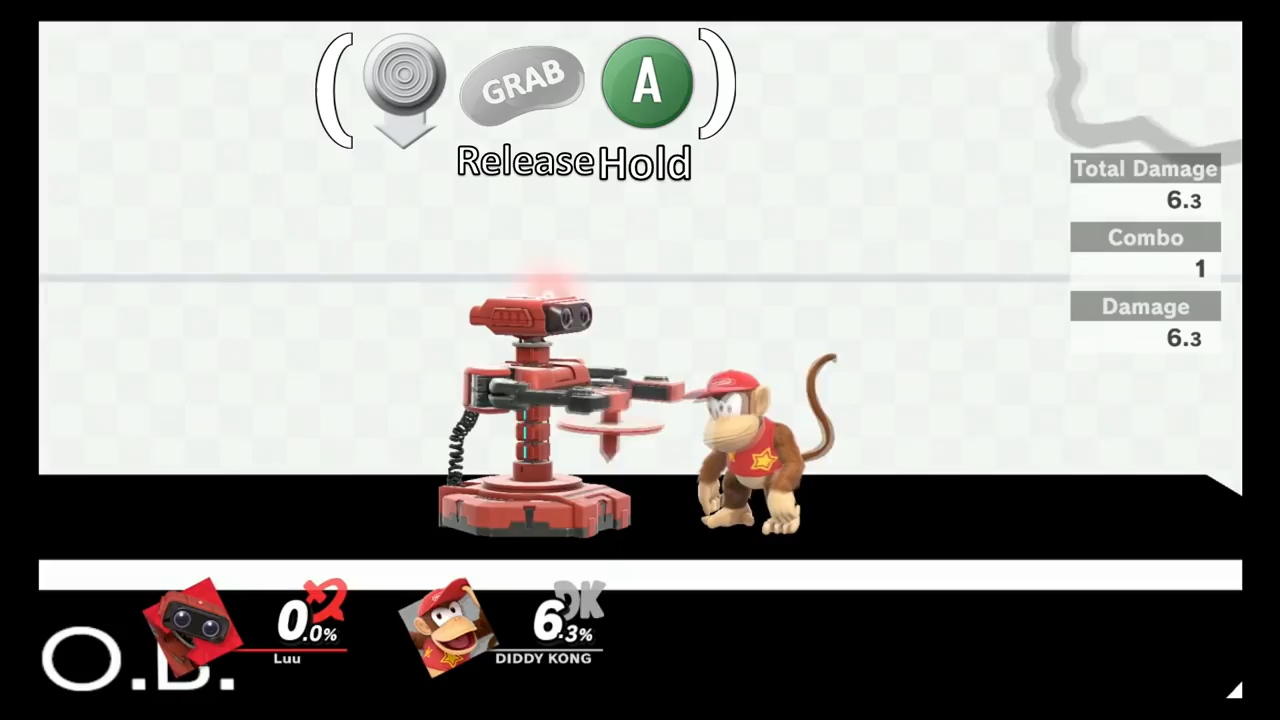 GRAB A
Release Hold
Total Damage
6.3
Combo
1
Damage
6.3
0.0%
Luu
DK
6.3%
DIDDY KONG
O.B.